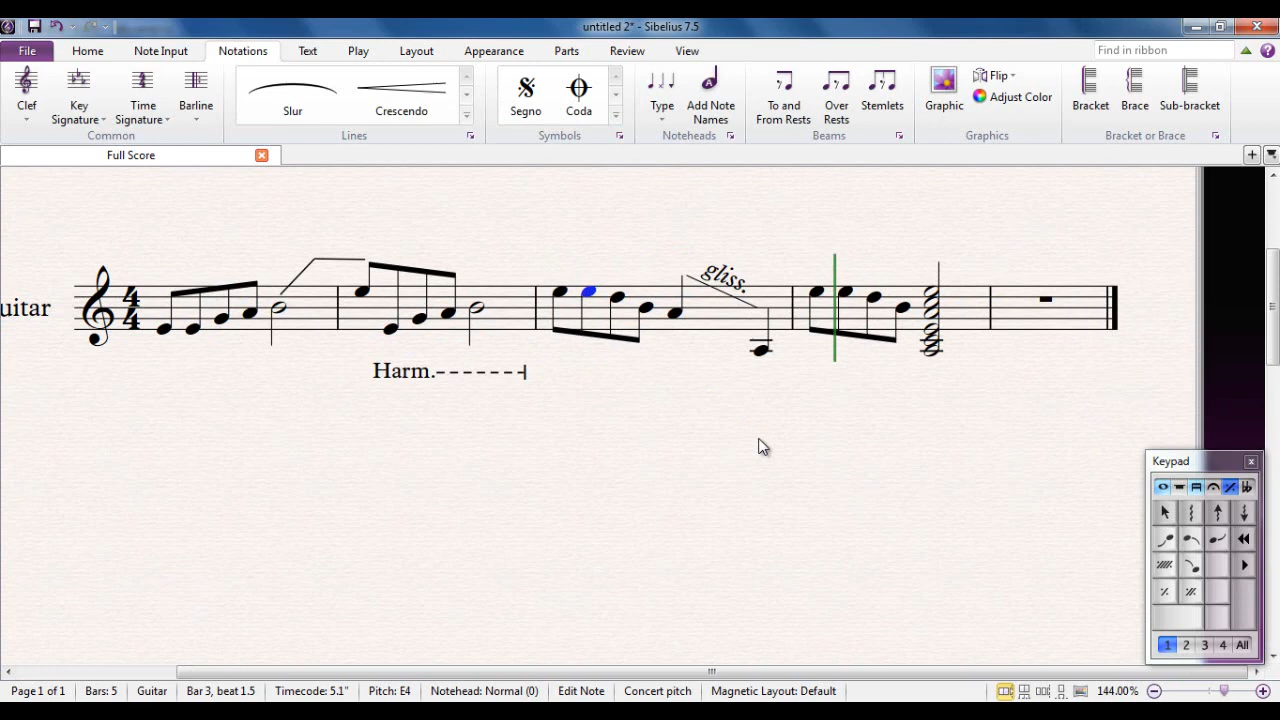 untitled 2* - Sibelius 7.5
File Home Note Input Notations Text Play Layout Appearance Engravings Parts Review View Find in ribbon
Clef Key Signature Time Signature Barline Slur Crescendo Segno Coda Type Add Note Names To and From Rests Over Rests Stemlets Graphic Flip Adjust Color Bracket Brace Sub-bracket
Common Lines Symbols Noteheads Beams Graphics Bracket or Brace
Full Score
gliss.
uitar
4
4
Harm.
Keypad
1 2 3 4 All
Page 1 of 1 Bars: 5 Guitar Bar 3, beat 1.5 Timecode: 5.1" Pitch: E4 Notehead: Normal (0) Edit Note Concert pitch Magnetic Layout: Default 144.00%